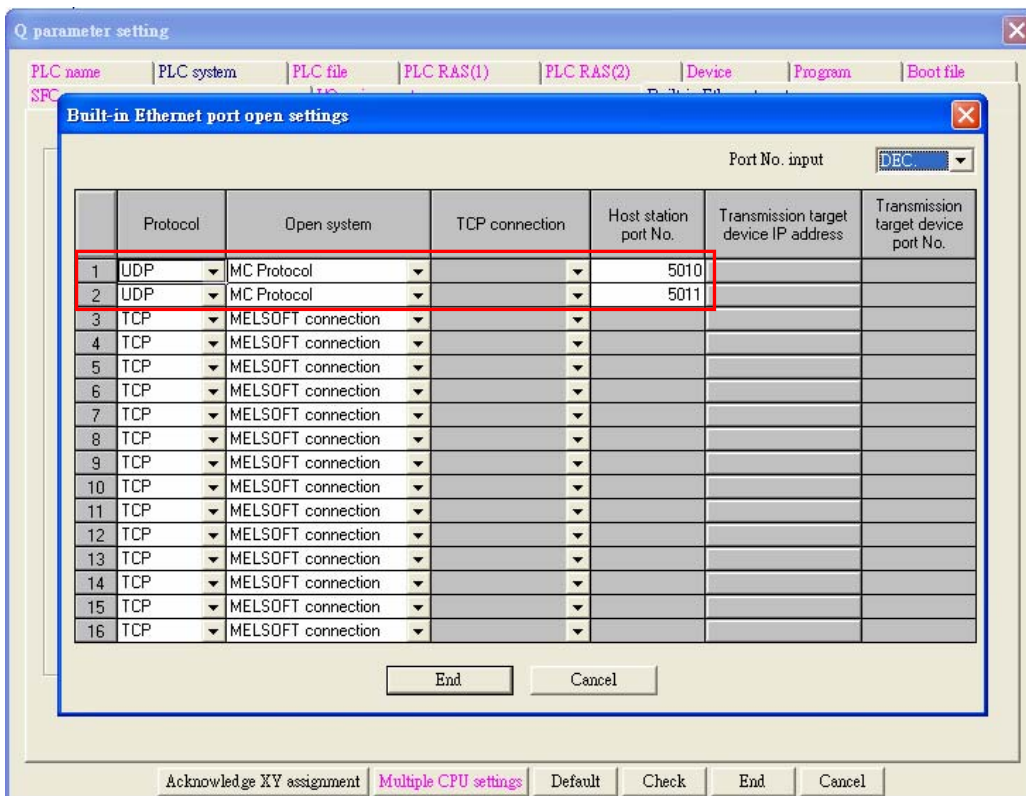 Q parameter setting
PLC name PLC system PLC file PLC RAS(1) PLC RAS(2) Device Program Boot file
SFC
Built-in Ethernet port open settings
Port No. input DEC.
Protocol Open system TCP connection Host station port No. Transmission target device IP address Transmission target device port No.
1 UDP MC Protocol 5010
2 UDP MC Protocol 5011
3 TCP MELSOFT connection
4 TCP MELSOFT connection
5 TCP MELSOFT connection
6 TCP MELSOFT connection
7 TCP MELSOFT connection
8 TCP MELSOFT connection
9 TCP MELSOFT connection
10 TCP MELSOFT connection
11 TCP MELSOFT connection
12 TCP MELSOFT connection
13 TCP MELSOFT connection
14 TCP MELSOFT connection
15 TCP MELSOFT connection
16 TCP MELSOFT connection
End Cancel
Acknowledge XY assignment Multiple CPU settings Default Check End Cancel